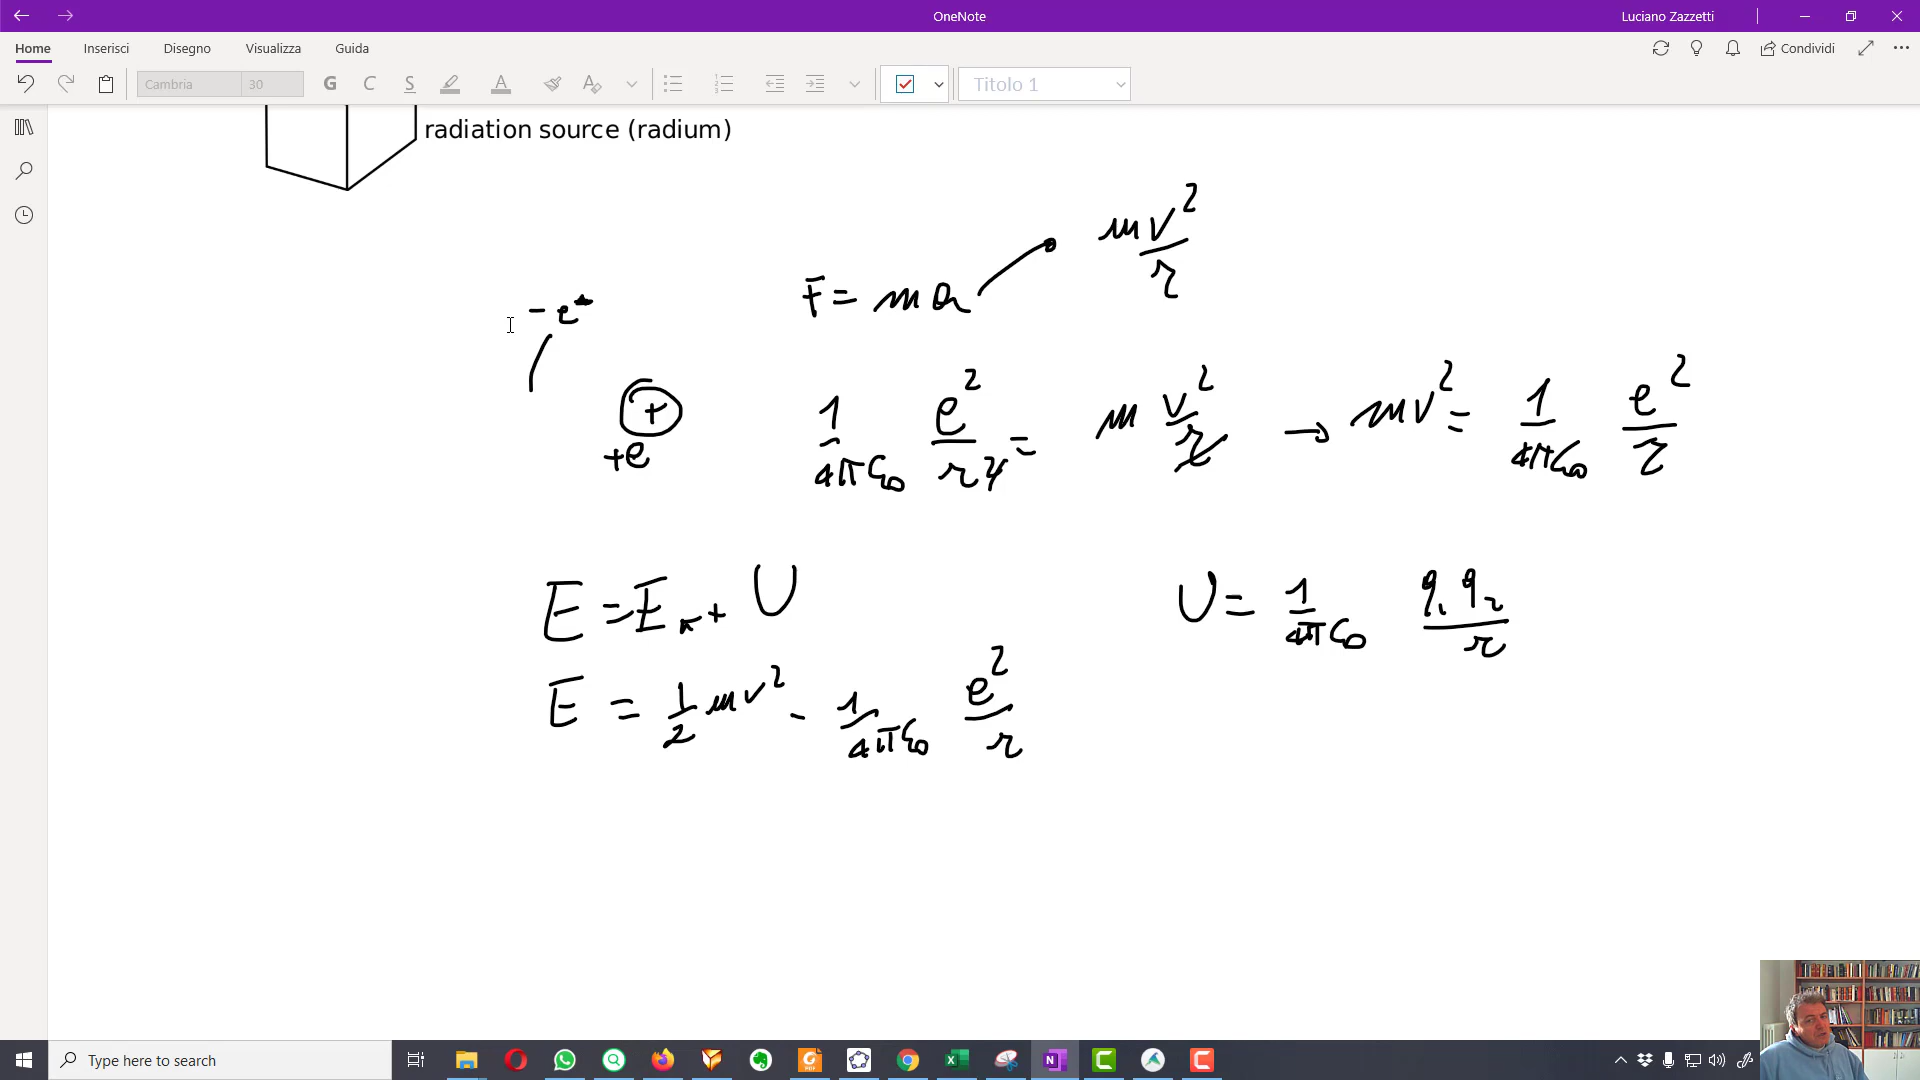 OneNote
Luciano Zazzetti
Home Inserisci Disegno Visualizza Guida
Condividi
Cambria 30 G C S A A Titolo 1
radiation source (radium)
mv²/r
F = ma
- e
+
+e
1/4πε₀ e²/r² = m v²/r → mv² = 1/4πε₀ e²/r
E = Eₖ + U
U = 1/4πε₀ q₁q₂/r
E = 1/2 mv² - 1/4πε₀ e²/r
Type here to search